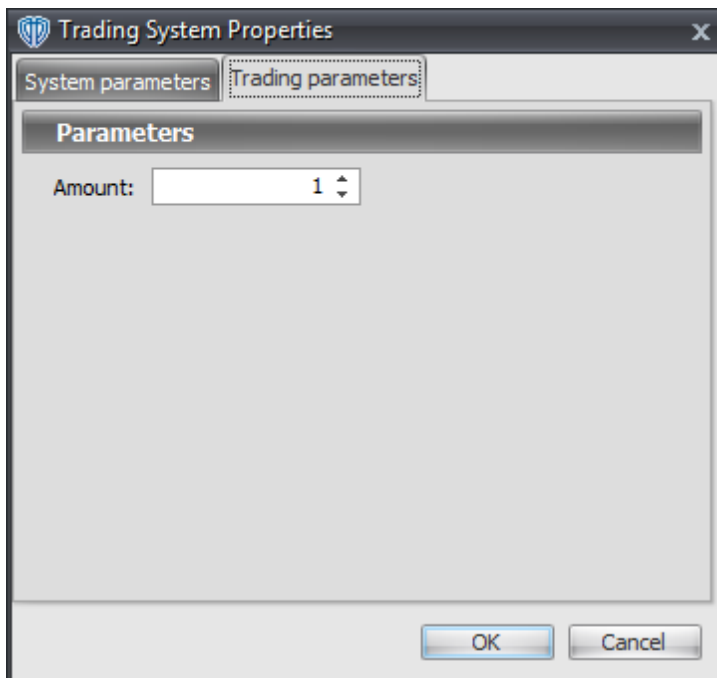 Trading System Properties
System parameters Trading parameters
Parameters
Amount: 1
OK Cancel